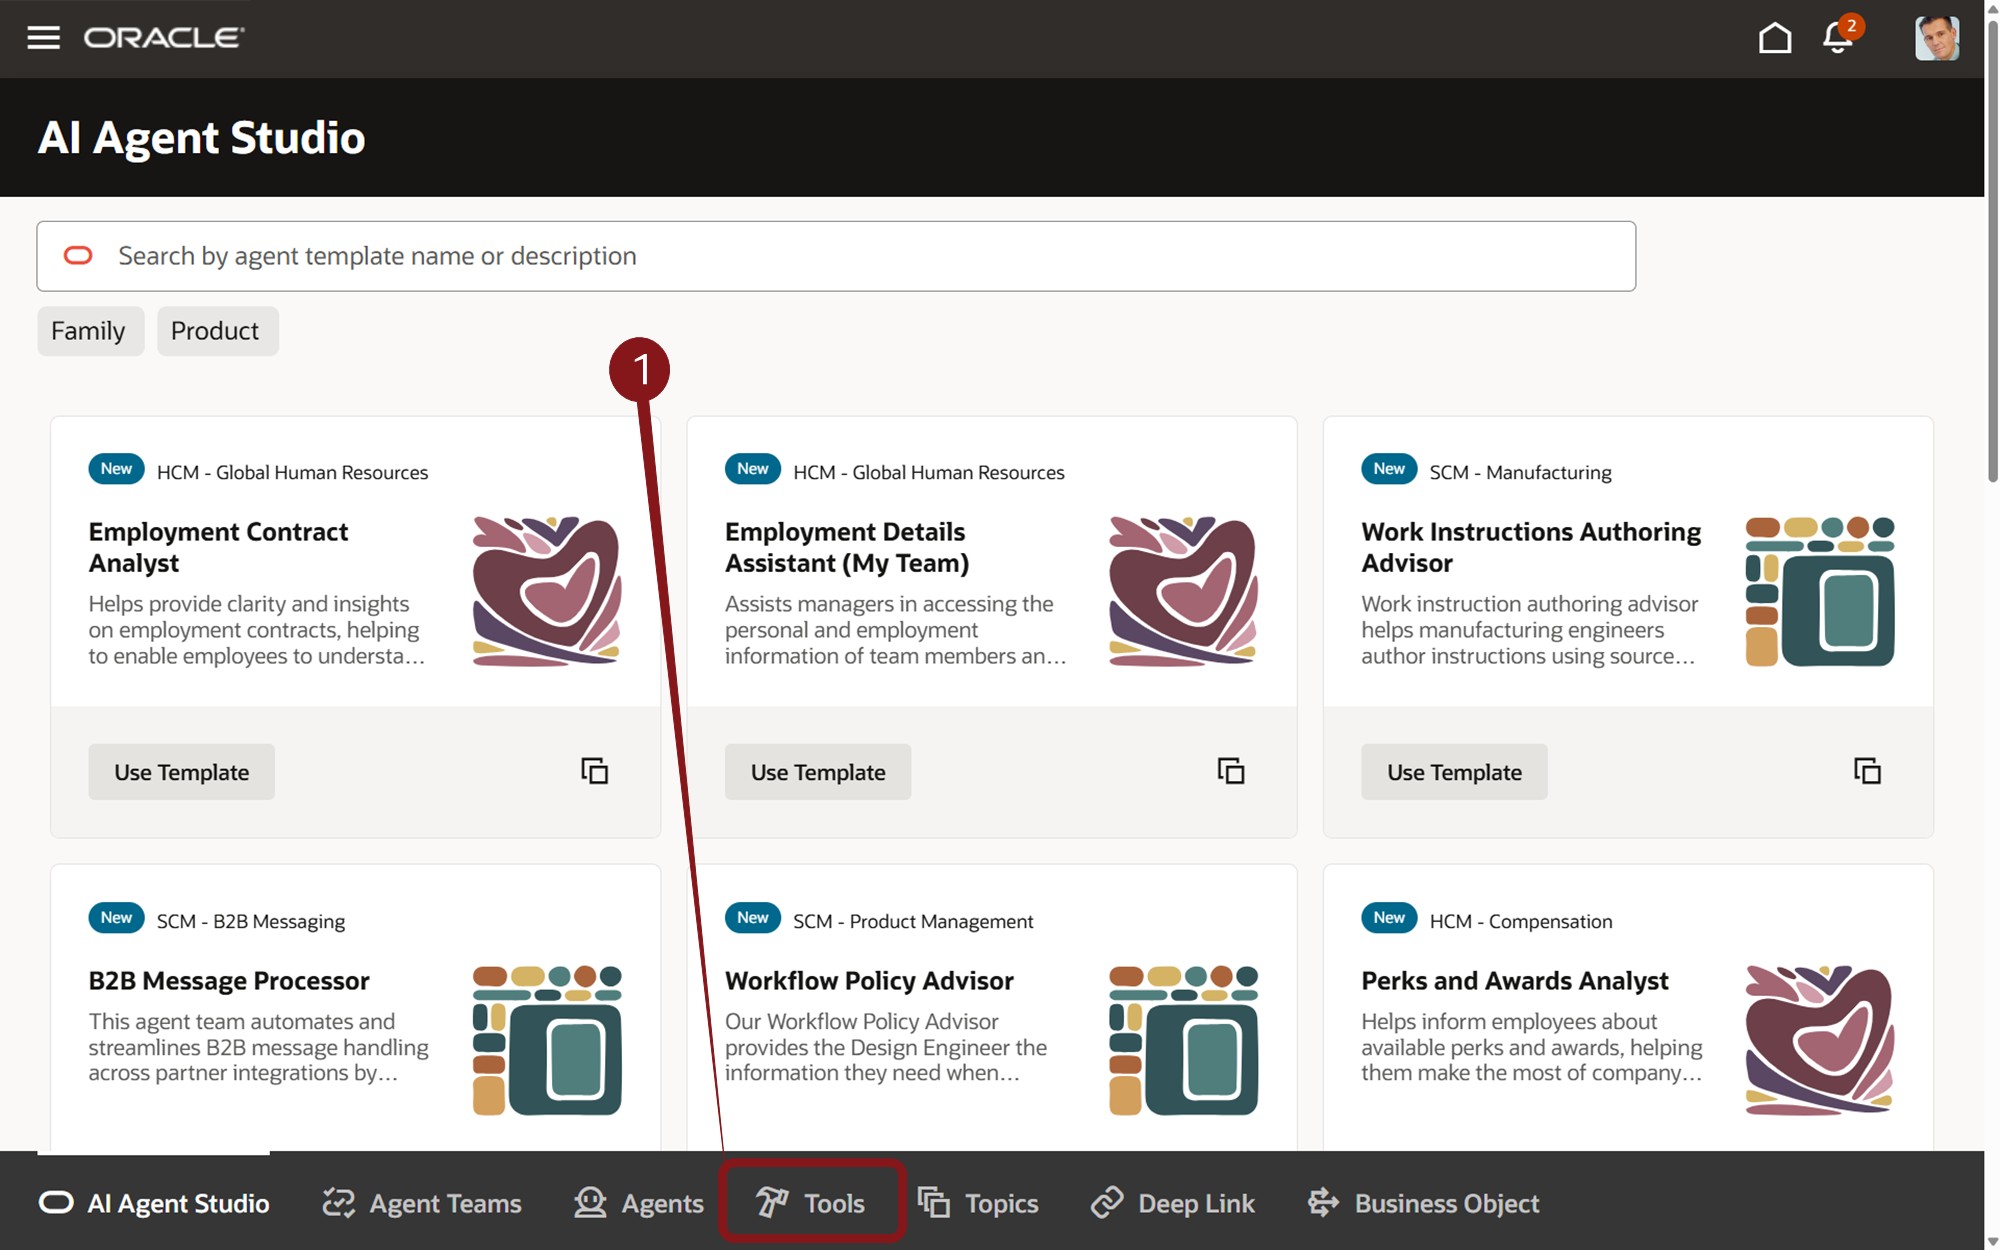 ORACLE
2
AI Agent Studio
Search by agent template name or description
Family
Product
1
New
HCM - Global Human Resources
Employment Contract
Analyst
Helps provide clarity and insights
on employment contracts, helping
to enable employees to understa...
Use Template
New
HCM - Global Human Resources
Employment Details
Assistant (My Team)
Assists managers in accessing the
personal and employment
information of team members an...
Use Template
New
SCM - Manufacturing
Work Instructions Authoring
Advisor
Work instruction authoring advisor
helps manufacturing engineers
author instructions using source...
Use Template
New
SCM - B2B Messaging
B2B Message Processor
This agent team automates and
streamlines B2B message handling
across partner integrations by...
New
SCM - Product Management
Workflow Policy Advisor
Our Workflow Policy Advisor
provides the Design Engineer the
information they need when...
New
HCM - Compensation
Perks and Awards Analyst
Helps inform employees about
available perks and awards, helping
them make the most of company...
AI Agent Studio
Agent Teams
Agents
Tools
Topics
Deep Link
Business Object